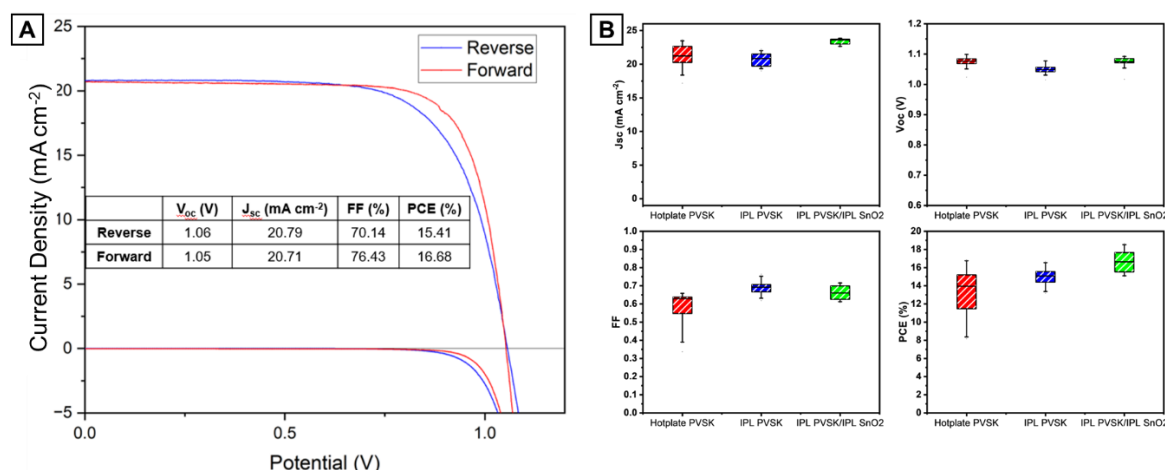 A
25
20
15
10
5
0
-5
Current Density (mA cm-2)
Reverse
Forward
Voc (V) Jsc (mA cm-2) FF (%) PCE (%)
Reverse 1.06 20.79 70.14 15.41
Forward 1.05 20.71 76.43 16.68
0.0 0.5 1.0
Potential (V)
B
25
20
15
10
5
0
Jsc (mA cm-2)
Hotplate PVSK IPL PVSK IPL PVSK/IPL SnO2
1.2
1.1
1.0
0.9
0.8
0.7
0.6
Voc (V)
Hotplate PVSK IPL PVSK IPL PVSK/IPL SnO2
1.0
0.9
0.8
0.7
0.6
0.5
0.4
0.3
0.2
0.1
0.0
FF
Hotplate PVSK IPL PVSK IPL PVSK/IPL SnO2
20
18
16
14
12
10
8
6
4
2
0
PCE (%)
Hotplate PVSK IPL PVSK IPL PVSK/IPL SnO2